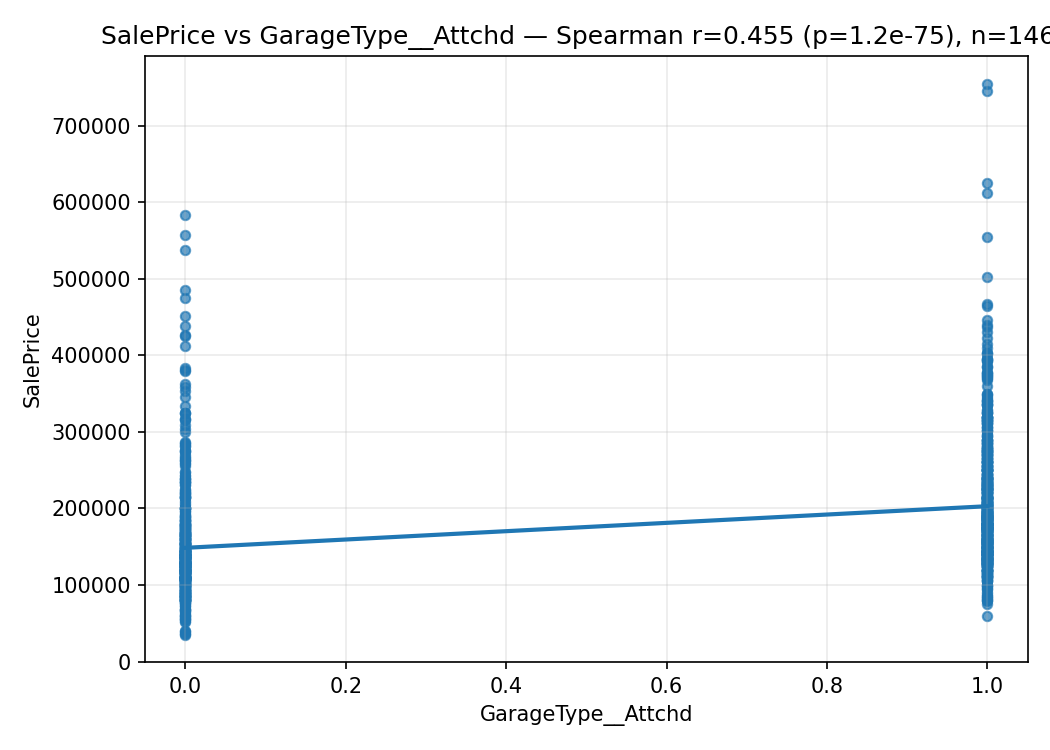 SalePrice vs GarageType__Attchd — Spearman r=0.455 (p=1.2e-75), n=146
700000
600000
500000
400000
300000
200000
100000
0
SalePrice
0.0 0.2 0.4 0.6 0.8 1.0
GarageType__Attchd